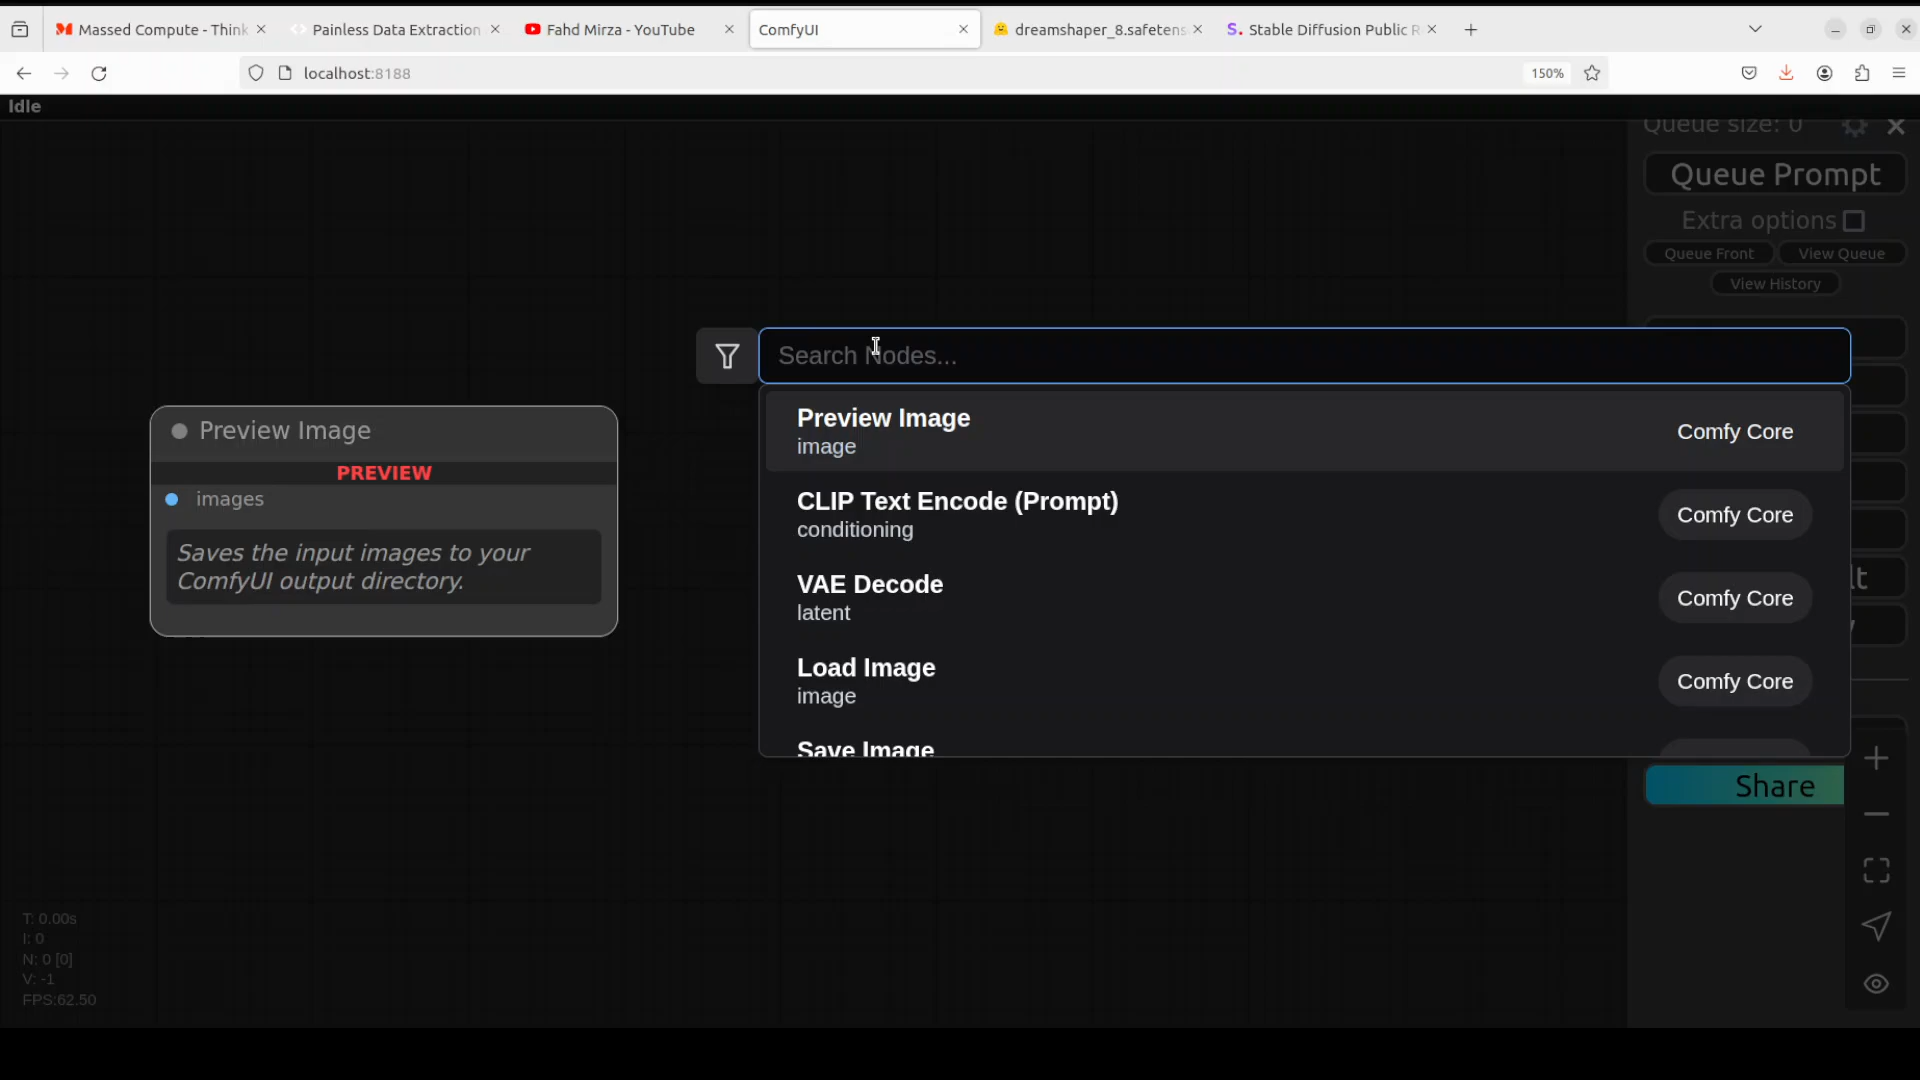 Massed Compute - Think
Painless Data Extraction
Fahd Mirza - YouTube
ComfyUI
dreamshaper_8.safetens
Stable Diffusion Public R
localhost:8188
150%
Idle
Queue size: 0
Queue Prompt
Extra options
Queue Front
View Queue
View History
Search Nodes...
Preview Image
image
Comfy Core
CLIP Text Encode (Prompt)
conditioning
Comfy Core
VAE Decode
latent
Comfy Core
Load Image
image
Comfy Core
Save Image
Preview Image
PREVIEW
images
Saves the input images to your
ComfyUI output directory.
lt
Share
T: 0.00s
I: 0
N: 0 [0]
V: -1
FPS:62.50